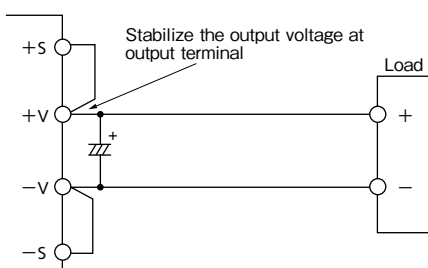 Stabilize the output voltage at
output terminal
+S
Load
+V
+
+
−V
−
−S